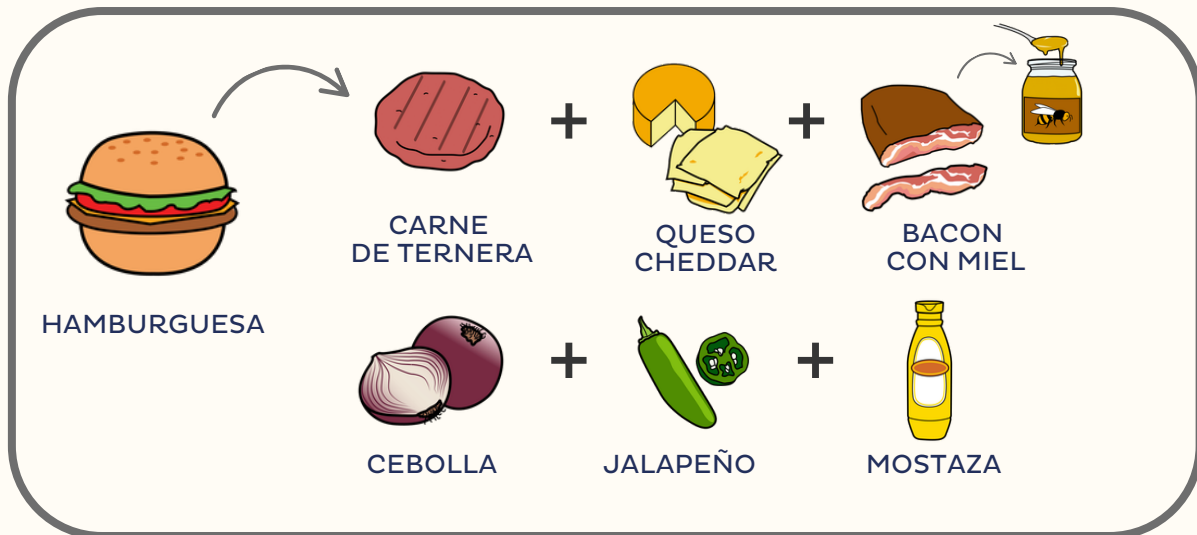 HAMBURGUESA
CARNE
DE TERNERA
+
QUESO
CHEDDAR
+
BACON
CON MIEL
CEBOLLA
+
JALAPEÑO
+
MOSTAZA